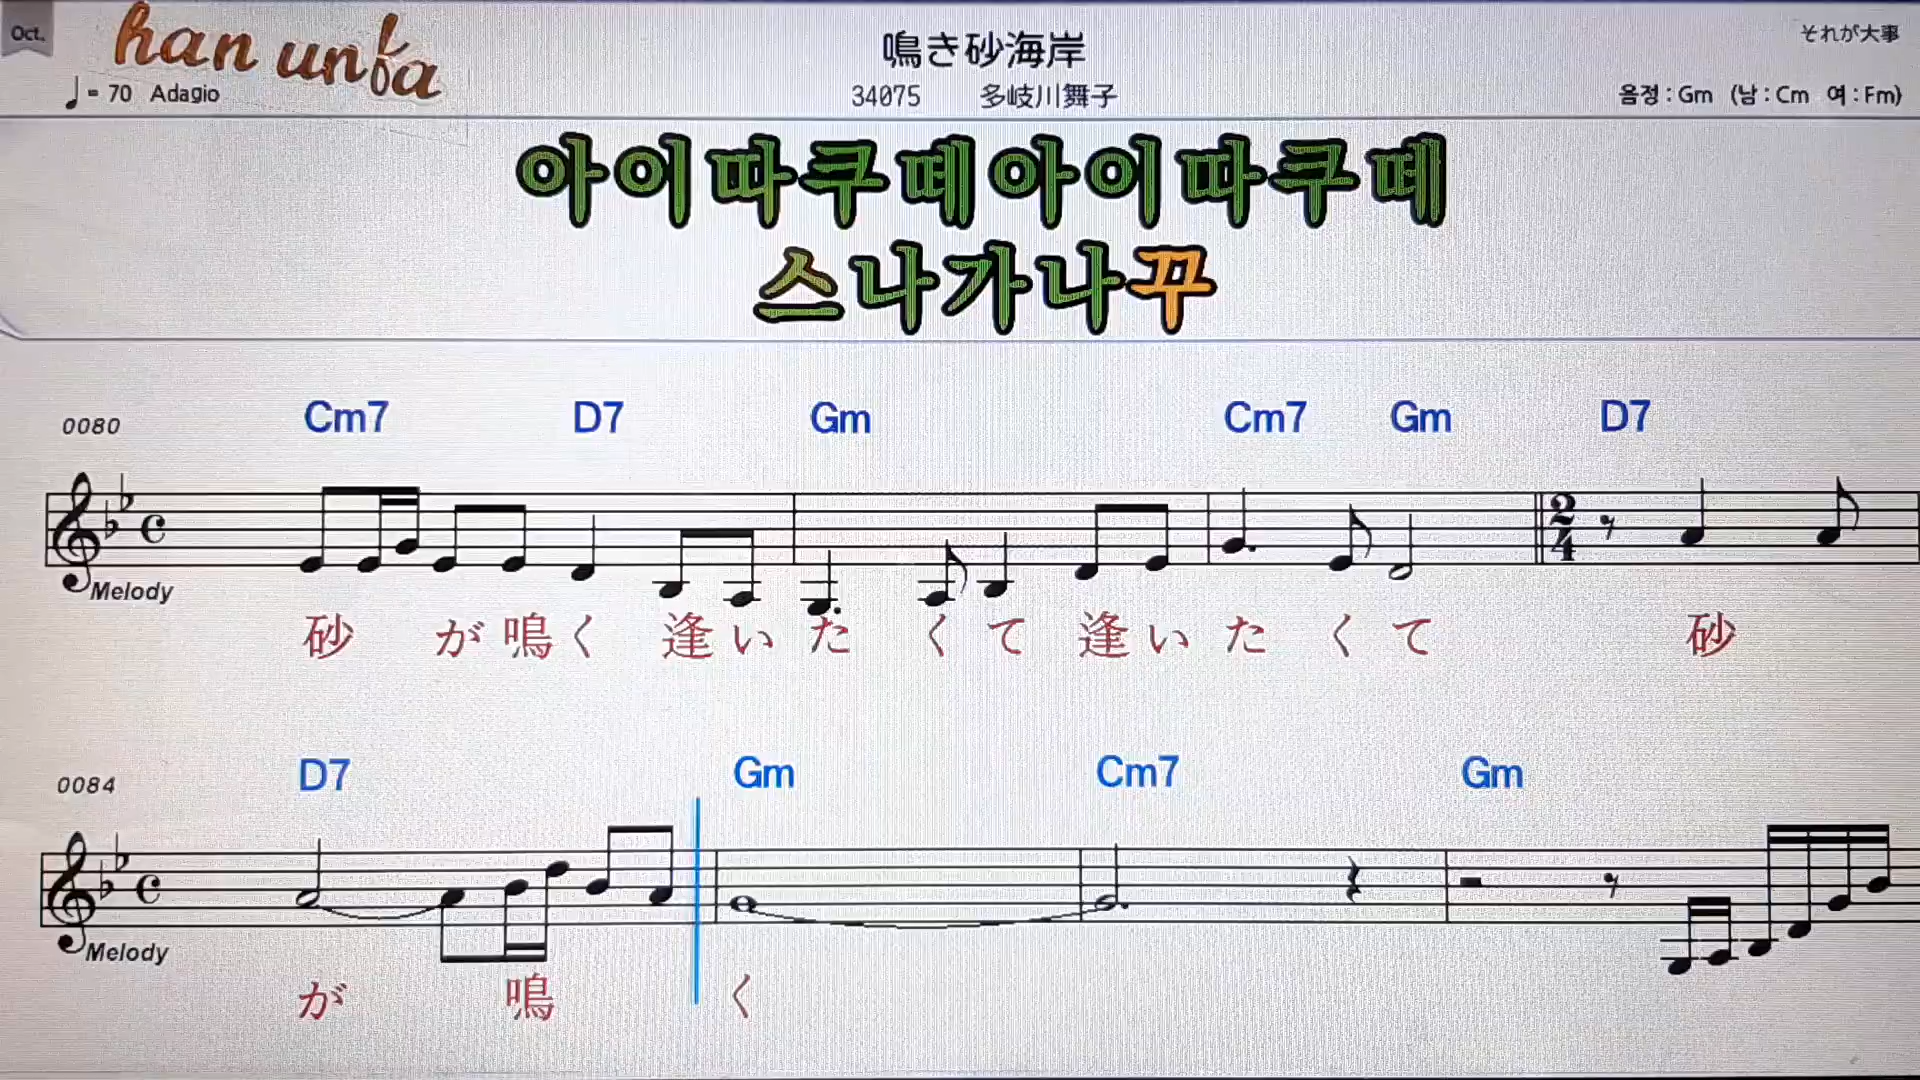 Oct.
han unfa
鳴き砂海岸
それが大事
♩= 70 Adagio
34075 多岐川舞子
음정 : Gm (남 : Cm 여 : Fm)
아이따쿠떼아이따쿠떼
스나가나꾸
0080 Cm7 D7 Gm Cm7 Gm D7
2/4
Melody
砂が鳴く逢いたくて逢いたくて 砂
0084 D7 Gm Cm7 Gm
Melody
が鳴く